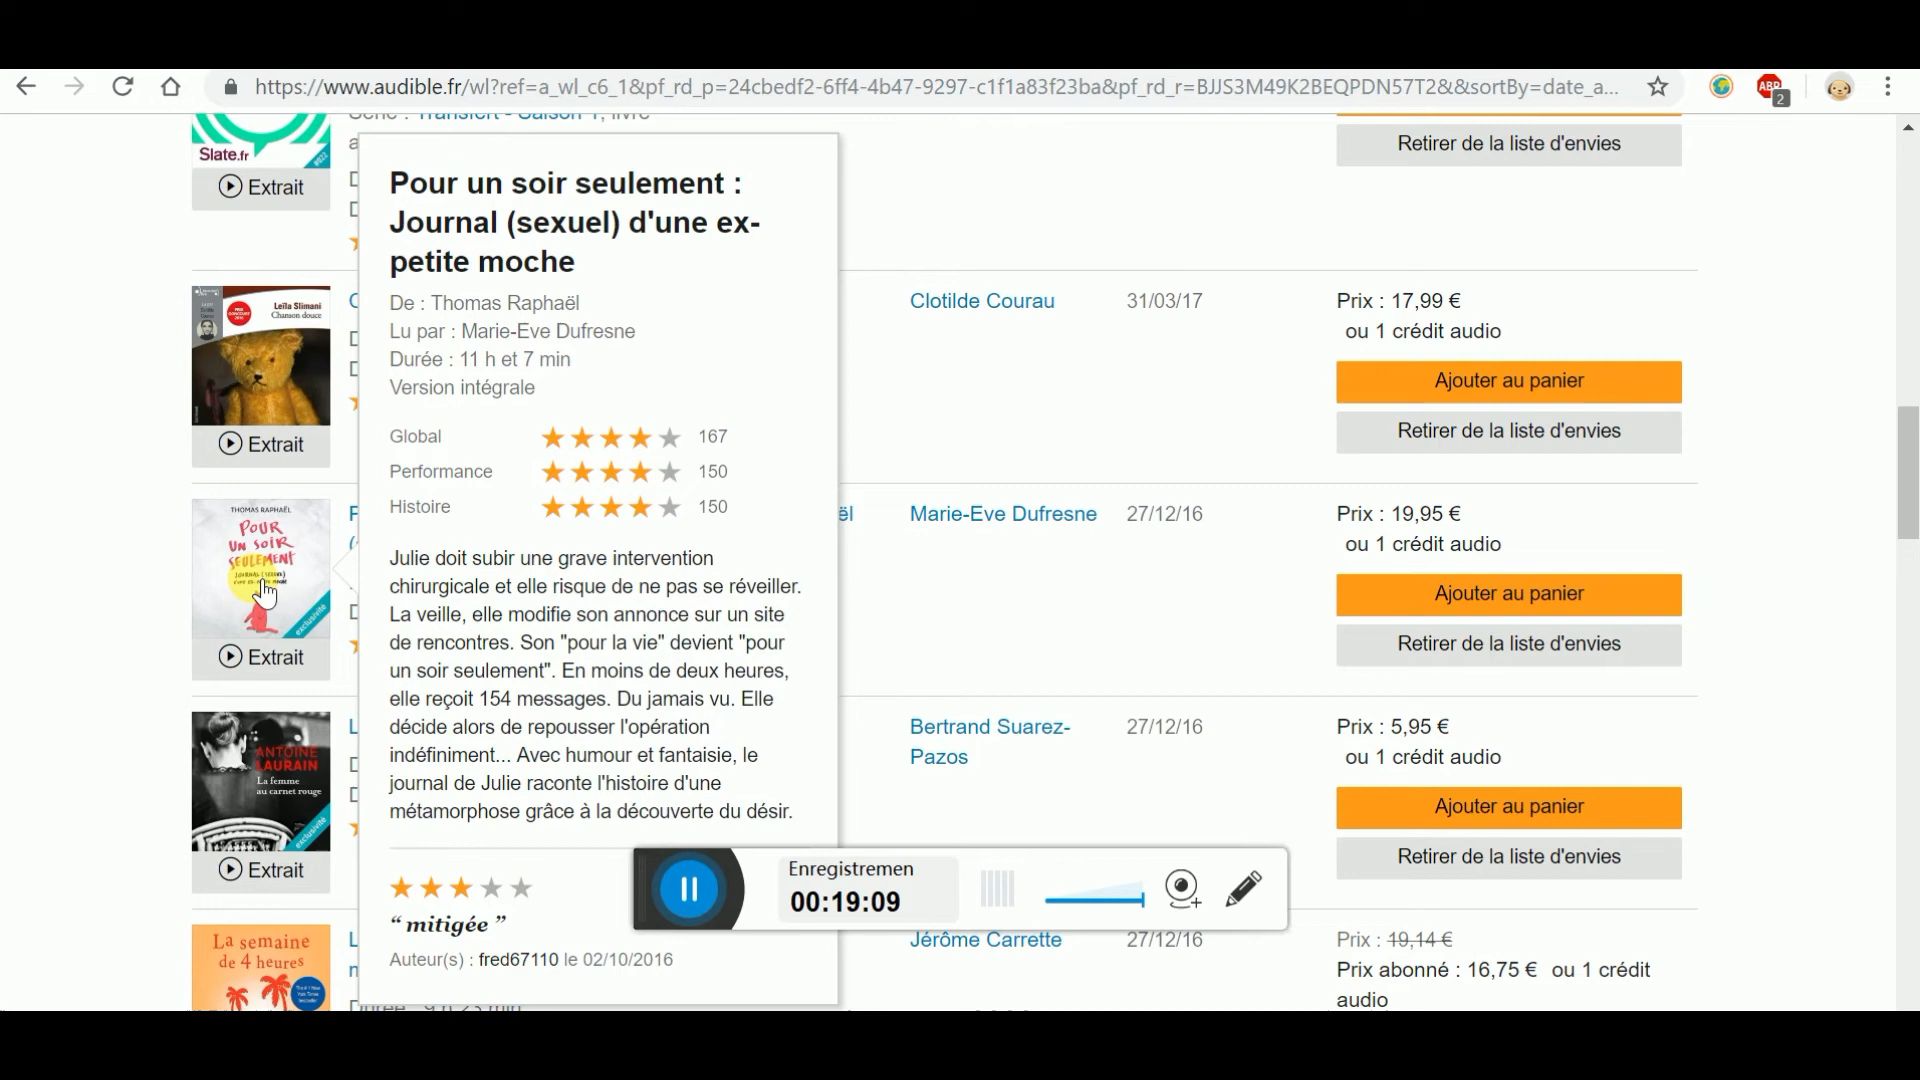 https://www.audible.fr/wl?ref=a_wl_c6_1&pf_rd_p=24cbedf2-6ff4-4b47-9297-c1f1a83f23ba&pf_rd_r=BJJS3M49K2BEQPDN57T2&&sortBy=date_a...
ABP
2
Slate.fr
Extrait
Retirer de la liste d'envies
Pour un soir seulement :
Journal (sexuel) d'une ex-
petite moche
De : Thomas Raphaël
Lu par : Marie-Eve Dufresne
Durée : 11 h et 7 min
Version intégrale
Global 167
Performance 150
Histoire 150
Julie doit subir une grave intervention
chirurgicale et elle risque de ne pas se réveiller.
La veille, elle modifie son annonce sur un site
de rencontres. Son "pour la vie" devient "pour
un soir seulement". En moins de deux heures,
elle reçoit 154 messages. Du jamais vu. Elle
décide alors de repousser l'opération
indéfiniment... Avec humour et fantaisie, le
journal de Julie raconte l'histoire d'une
métamorphose grâce à la découverte du désir.
“ mitigée ”
Auteur(s) : fred67110 le 02/10/2016
Leïla Slimani
Chanson douce
Extrait
Clotilde Courau
31/03/17
Prix : 17,99 €
ou 1 crédit audio
Ajouter au panier
Retirer de la liste d'envies
THOMAS RAPHAËL
POUR
UN SOIR
SEULEMENT
JOURNAL (SEXUEL)
exclusivité
Extrait
ël
Marie-Eve Dufresne
27/12/16
Prix : 19,95 €
ou 1 crédit audio
Ajouter au panier
Retirer de la liste d'envies
ANTOINE
LAURAIN
La femme
au carnet rouge
exclusivité
Extrait
Bertrand Suarez-
Pazos
27/12/16
Prix : 5,95 €
ou 1 crédit audio
Ajouter au panier
Retirer de la liste d'envies
Enregistremen
00:19:09
La semaine
de 4 heures
Jérôme Carrette
27/12/16
Prix : 19,14 €
Prix abonné : 16,75 € ou 1 crédit
audio